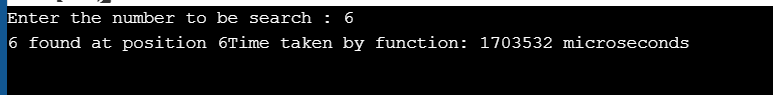 Enter the number to be search : 6
6 found at position 6Time taken by function: 1703532 microseconds